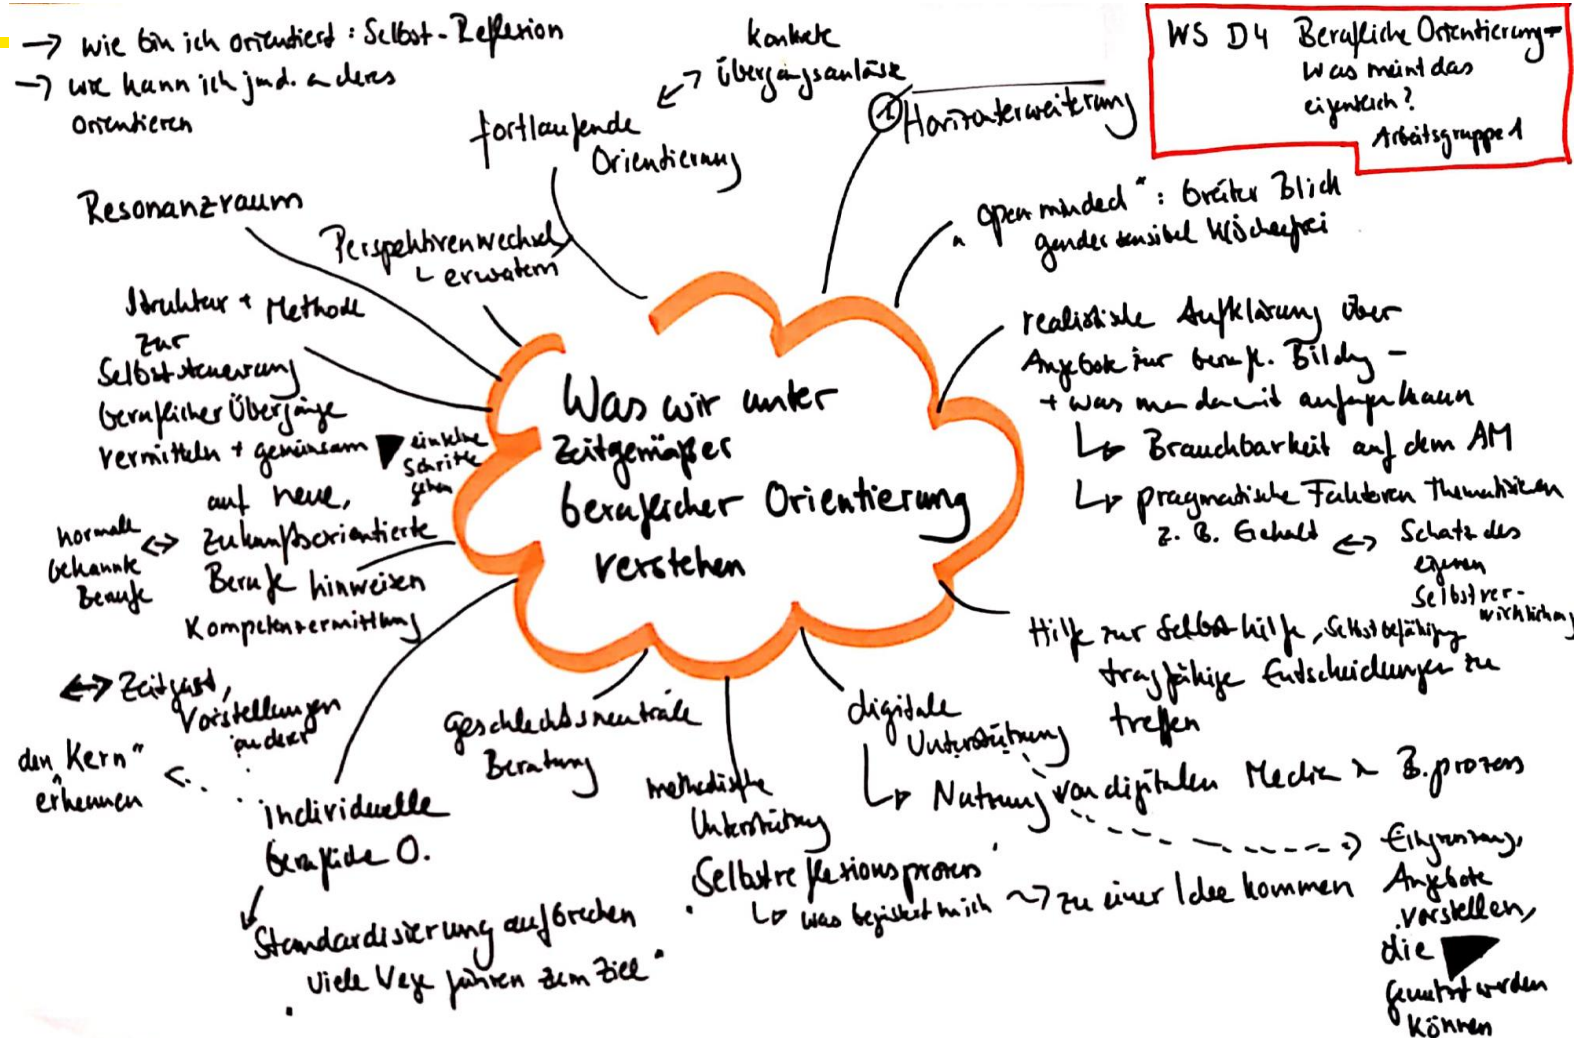 → wie bin ich orientiert: Selbst-Reflexion
→ wie kann ich jmd. anderes
orientieren
konkrete
↔ Übergangsanlässe
fortlaufende
Orientierung
① Horizonterweiterung
WS D4 Berufliche Orientierung -
Was meint das
eigentlich?
Arbeitsgruppe 1
Resonanzraum
Perspektivenwechsel
erweitern
"open minded": breiter Blick
gendersensibel klischeefrei
Struktur + Methode
zur
Selbststeuerung
beruflicher Übergänge
vermitteln + gemeinsam
einzelne
Schritte
gehen
auf neue,
zukunftsorientierte
Berufe hinweisen
normale
bekannte
Berufe
↔
Kompetenzermittlung
Was wir unter
Zeitgemäßer
beruflicher Orientierung
verstehen
realistische Aufklärung über
Angebote zur berufl. Bildg -
+ was man damit anfangen kann
↳ Brauchbarkeit auf dem AM
↳ pragmatische Faktoren thematisieren
z. B. Gehalt ↔ Schatz des
eigenen
Selbstver-
wirklichung
Hilfe zur Selbsthilfe, Selbstbefähigung
tragfähige Entscheidungen zu
treffen
↔ Zeitgeist,
Vorstellungen
anderer
den "Kern"
erkennen
individuelle
berufliche O.
Standardisierung aufbrechen
"Viele Wege führen zum Ziel"
geschlechtsneutrale
Beratung
methodische
Unterstützung
"Selbstreflexionsprozess"
↳ was begeistert mich ~> zu einer Idee kommen
digitale
Unterstützung
↳ Nutzung von digitalen Medien B.prozess
Eingrenzung,
Angebote
vorstellen,
die
genutzt werden
können